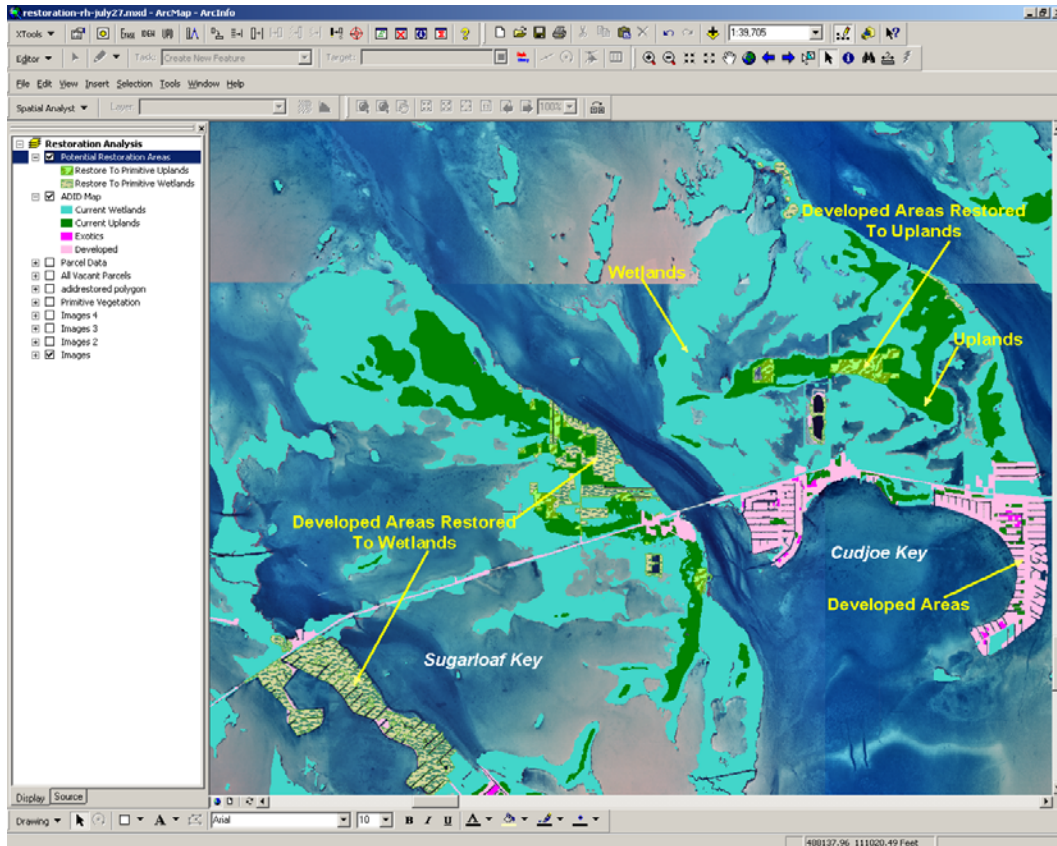 restoration-rh-july27.mxd - ArcMap - ArcInfo
XTools
1:39,705
Editor Task: Create New Feature Target:
File Edit View Insert Selection Tools Window Help
Spatial Analyst Layer 100%
Restoration Analysis
Potential Restoration Areas
Restore To Primitive Uplands
Restore To Primitive Wetlands
ADID Map
Current Wetlands
Current Uplands
Exotics
Developed
Parcel Data
All Vacant Parcels
adidrestored polygon
Primitive Vegetation
Images 4
Images 3
Images 2
Images
Developed Areas Restored
To Uplands
Wetlands
Uplands
Developed Areas Restored
To Wetlands
Cudjoe Key
Developed Areas
Sugarloaf Key
Display Source
Drawing A Arial 10 B I U A
488137.96 111020.49 Feet